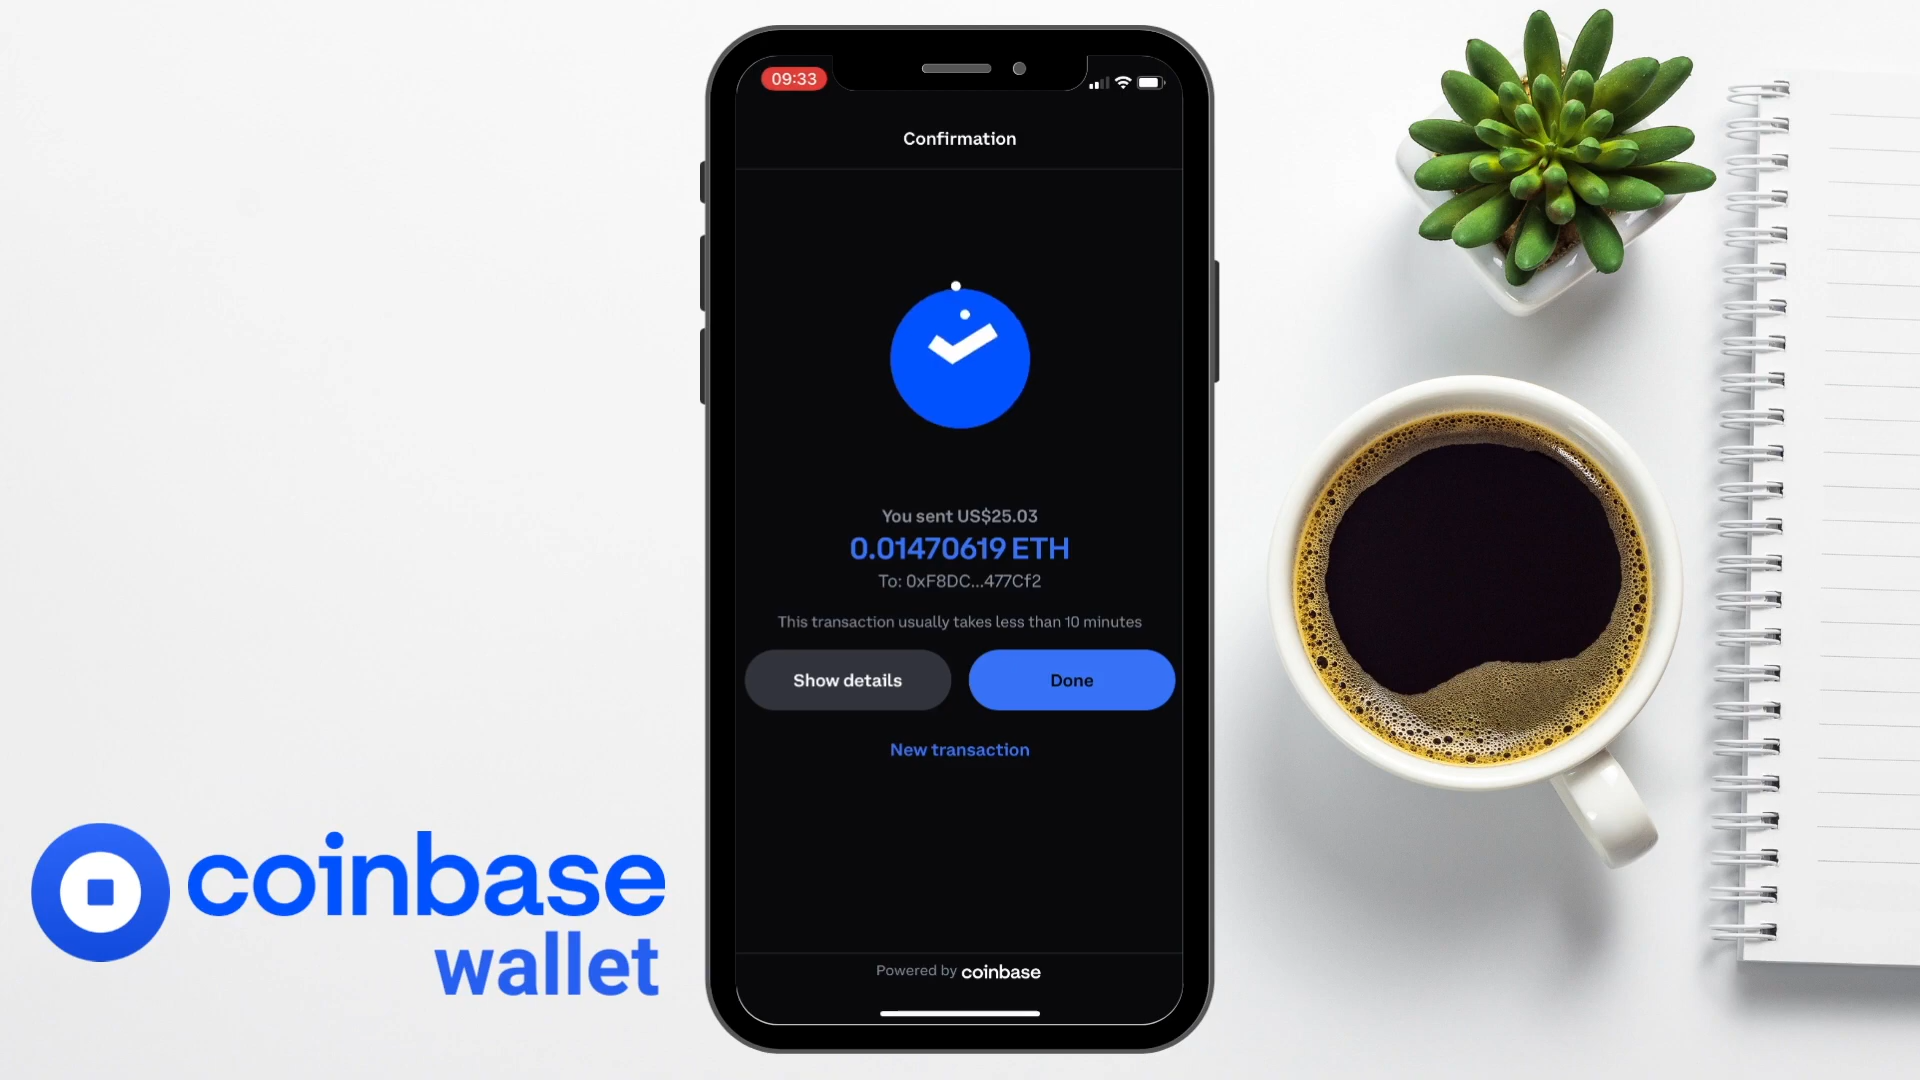 09:33
Confirmation
You sent US$25.03
0.01470619 ETH
To: 0xF8DC...477Cf2
This transaction usually takes less than 10 minutes
Show details
Done
New transaction
Powered by coinbase
coinbase
wallet